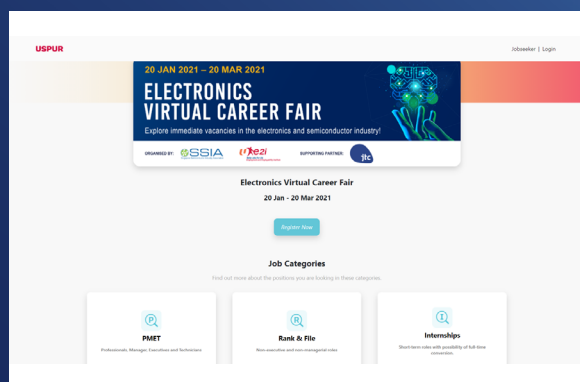 USPUR
Jobseeker | Login
20 JAN 2021 – 20 MAR 2021
ELECTRONICS
VIRTUAL CAREER FAIR
Explore immediate vacancies in the electronics and semiconductor industry!
ORGANISED BY:
SSIA
e2i
SUPPORTING PARTNER:
jtc
Electronics Virtual Career Fair
20 Jan - 20 Mar 2021
Register Now
Job Categories
Find out more about the positions you are looking in these categories.
P
PMET
Professionals, Manager, Executives and Technicians
R
Rank & File
Non-executive and non-managerial roles
I
Internships
Short-term roles with possibility of full-time
conversion.